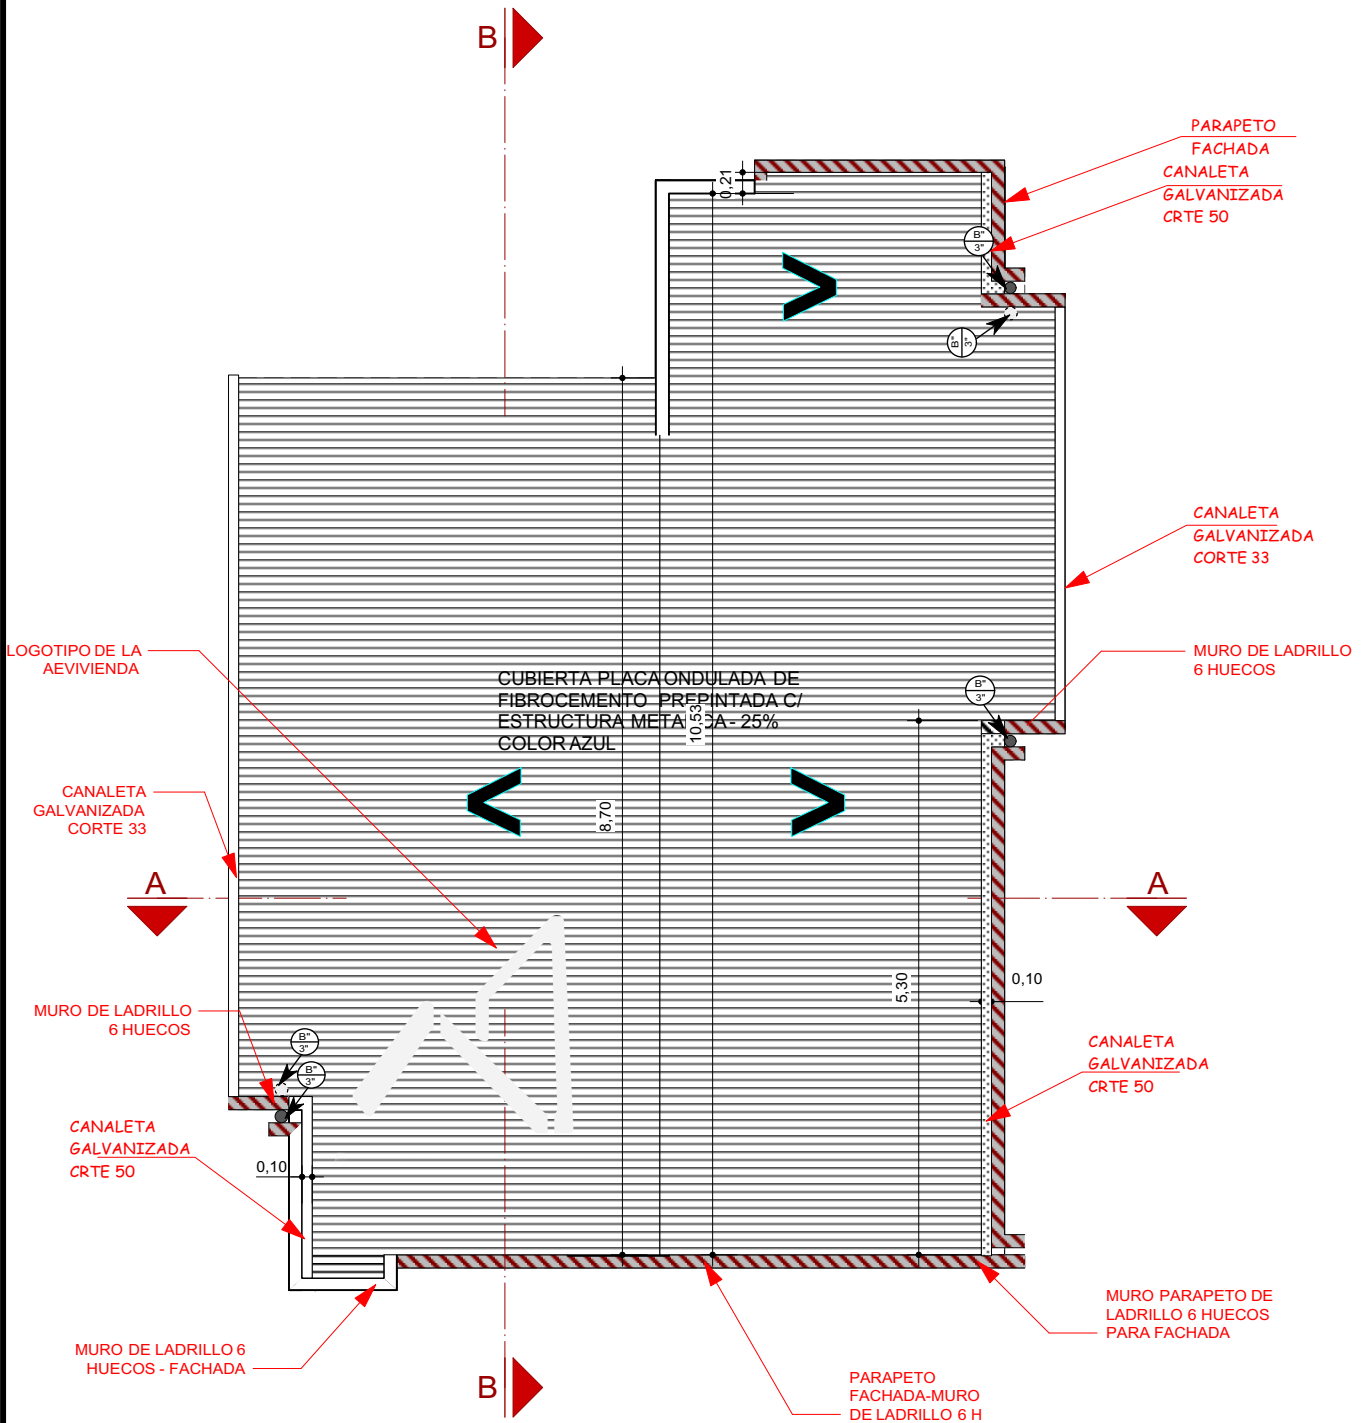 B
PARAPETO
FACHADA
CANALETA
GALVANIZADA
CRTE 50
0,21
B"
3"
B"
3"
CANALETA
GALVANIZADA
CORTE 33
LOGOTIPO DE LA
AEVIVIENDA
MURO DE LADRILLO
6 HUECOS
CUBIERTA PLACA ONDULADA DE
FIBROCEMENTO PREPINTADA C/
ESTRUCTURA METALICA - 25%
COLOR AZUL
10,53
B"
3"
CANALETA
GALVANIZADA
CORTE 33
8,70
A
A
5,30
0,10
MURO DE LADRILLO
6 HUECOS
B"
3"
B"
3"
CANALETA
GALVANIZADA
CRTE 50
CANALETA
GALVANIZADA
CRTE 50
0,10
MURO PARAPETO DE
LADRILLO 6 HUECOS
PARA FACHADA
MURO DE LADRILLO 6
HUECOS - FACHADA
B
PARAPETO
FACHADA-MURO
DE LADRILLO 6 H